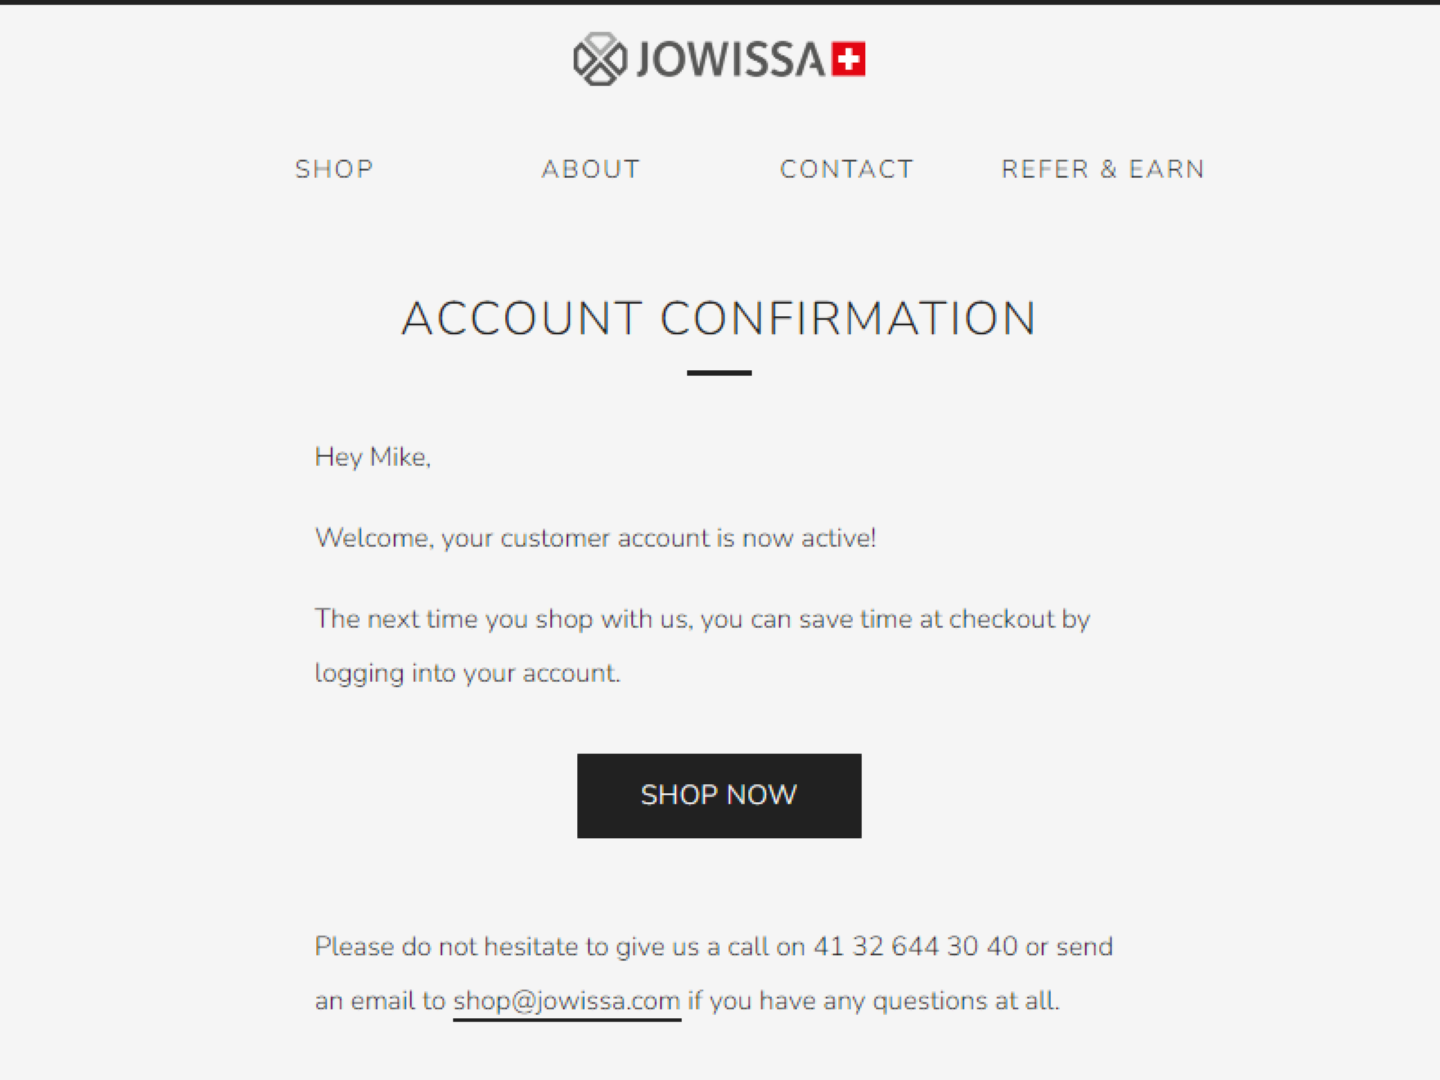 JOWISSA
SHOP ABOUT CONTACT REFER & EARN
ACCOUNT CONFIRMATION
Hey Mike,
Welcome, your customer account is now active!
The next time you shop with us, you can save time at checkout by
logging into your account.
SHOP NOW
Please do not hesitate to give us a call on 41 32 644 30 40 or send
an email to shop@jowissa.com if you have any questions at all.